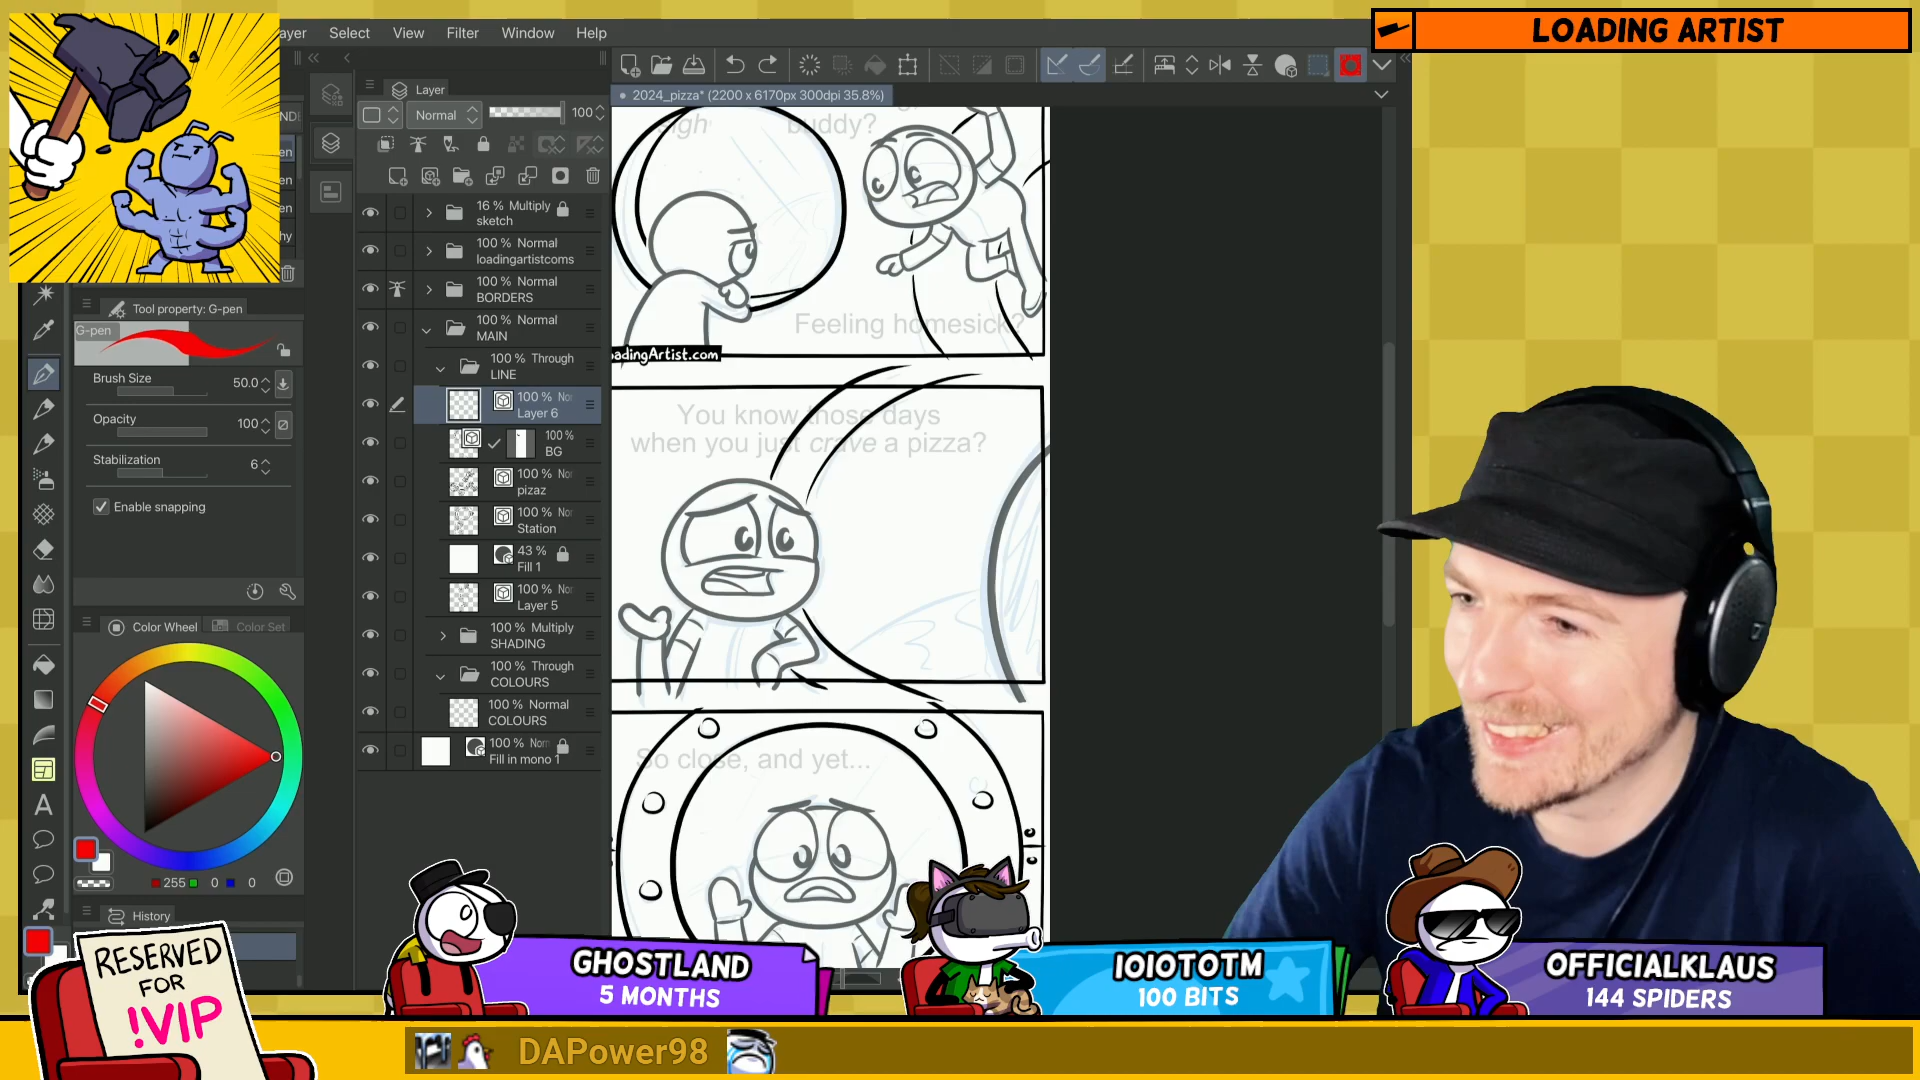 LOADING ARTIST
ayer Select View Filter Window Help
Layer
2024_pizza* (2200 x 6170px 300dpi 35.8%)
Normal 100
16 % Multiply
sketch
100 % Normal
loadingartistcoms
100 % Normal
BORDERS
100 % Normal
MAIN
100 % Through
LINE
100 % No
Layer 6
100 %
BG
100 % No
pizaz
100 % No
Station
43 %
Fill 1
100 % No
Layer 5
100 % Multiply
SHADING
100 % Through
COLOURS
100 % Normal
COLOURS
100 % Norn
Fill in mono 1
Tool property: G-pen
G-pen
Brush Size 50.0
Opacity 100
Stabilization 6
Enable snapping
Color Wheel Color Set
255 0 0
History
buddy?
Feeling homesick?
adingArtist.com
You know those days
when you just crave a pizza?
So close, and yet...
RESERVED
FOR
!VIP
GHOSTLAND
5 MONTHS
IOIOTOTM
100 BITS
OFFICIALKLAUS
144 SPIDERS
DAPower98